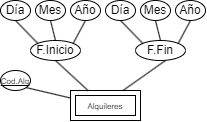 Día Mes Año Día Mes Año
F.Inicio F.Fin
Cod.Alq
Alquileres